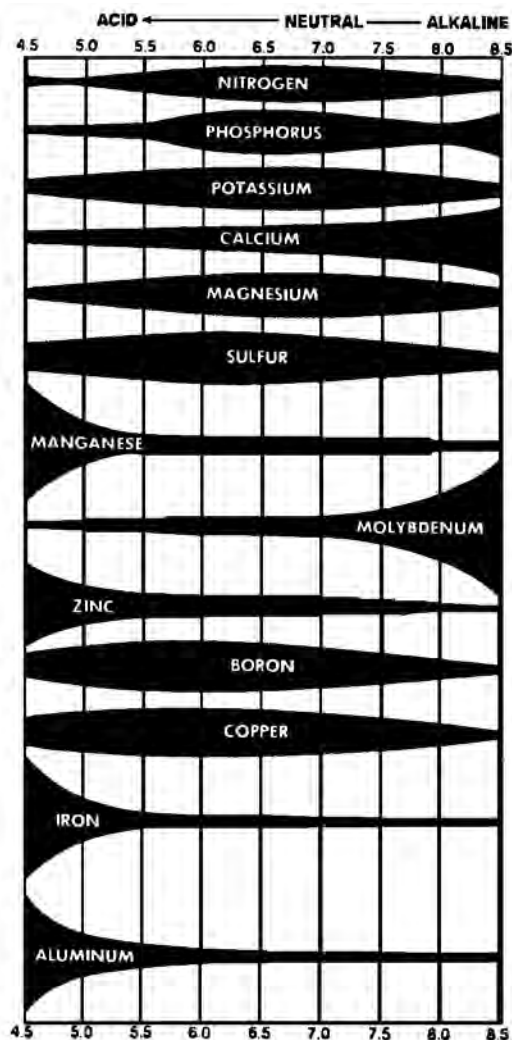 ACID NEUTRAL ALKALINE
4.5 5.0 5.5 6.0 6.5 7.0 7.5 8.0 8.5
NITROGEN
PHOSPHORUS
POTASSIUM
CALCIUM
MAGNESIUM
SULFUR
MANGANESE
MOLYBDENUM
ZINC
BORON
COPPER
IRON
ALUMINUM
4.5 5.0 5.5 6.0 6.5 7.0 7.5 8.0 8.5